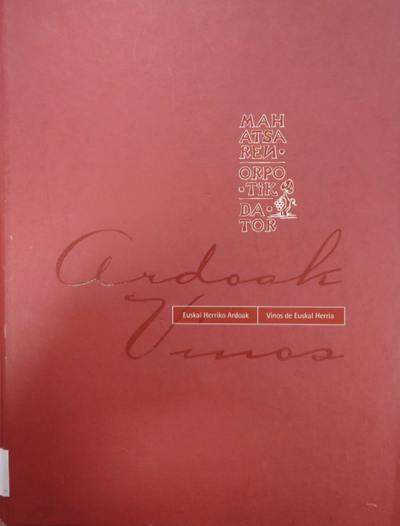 MAH
ATSA
REN•
ORPO
•TIK
DA•
TOR
Ardoak
Euskal Herriko Ardoak | Vinos de Euskal Herria
Vinos